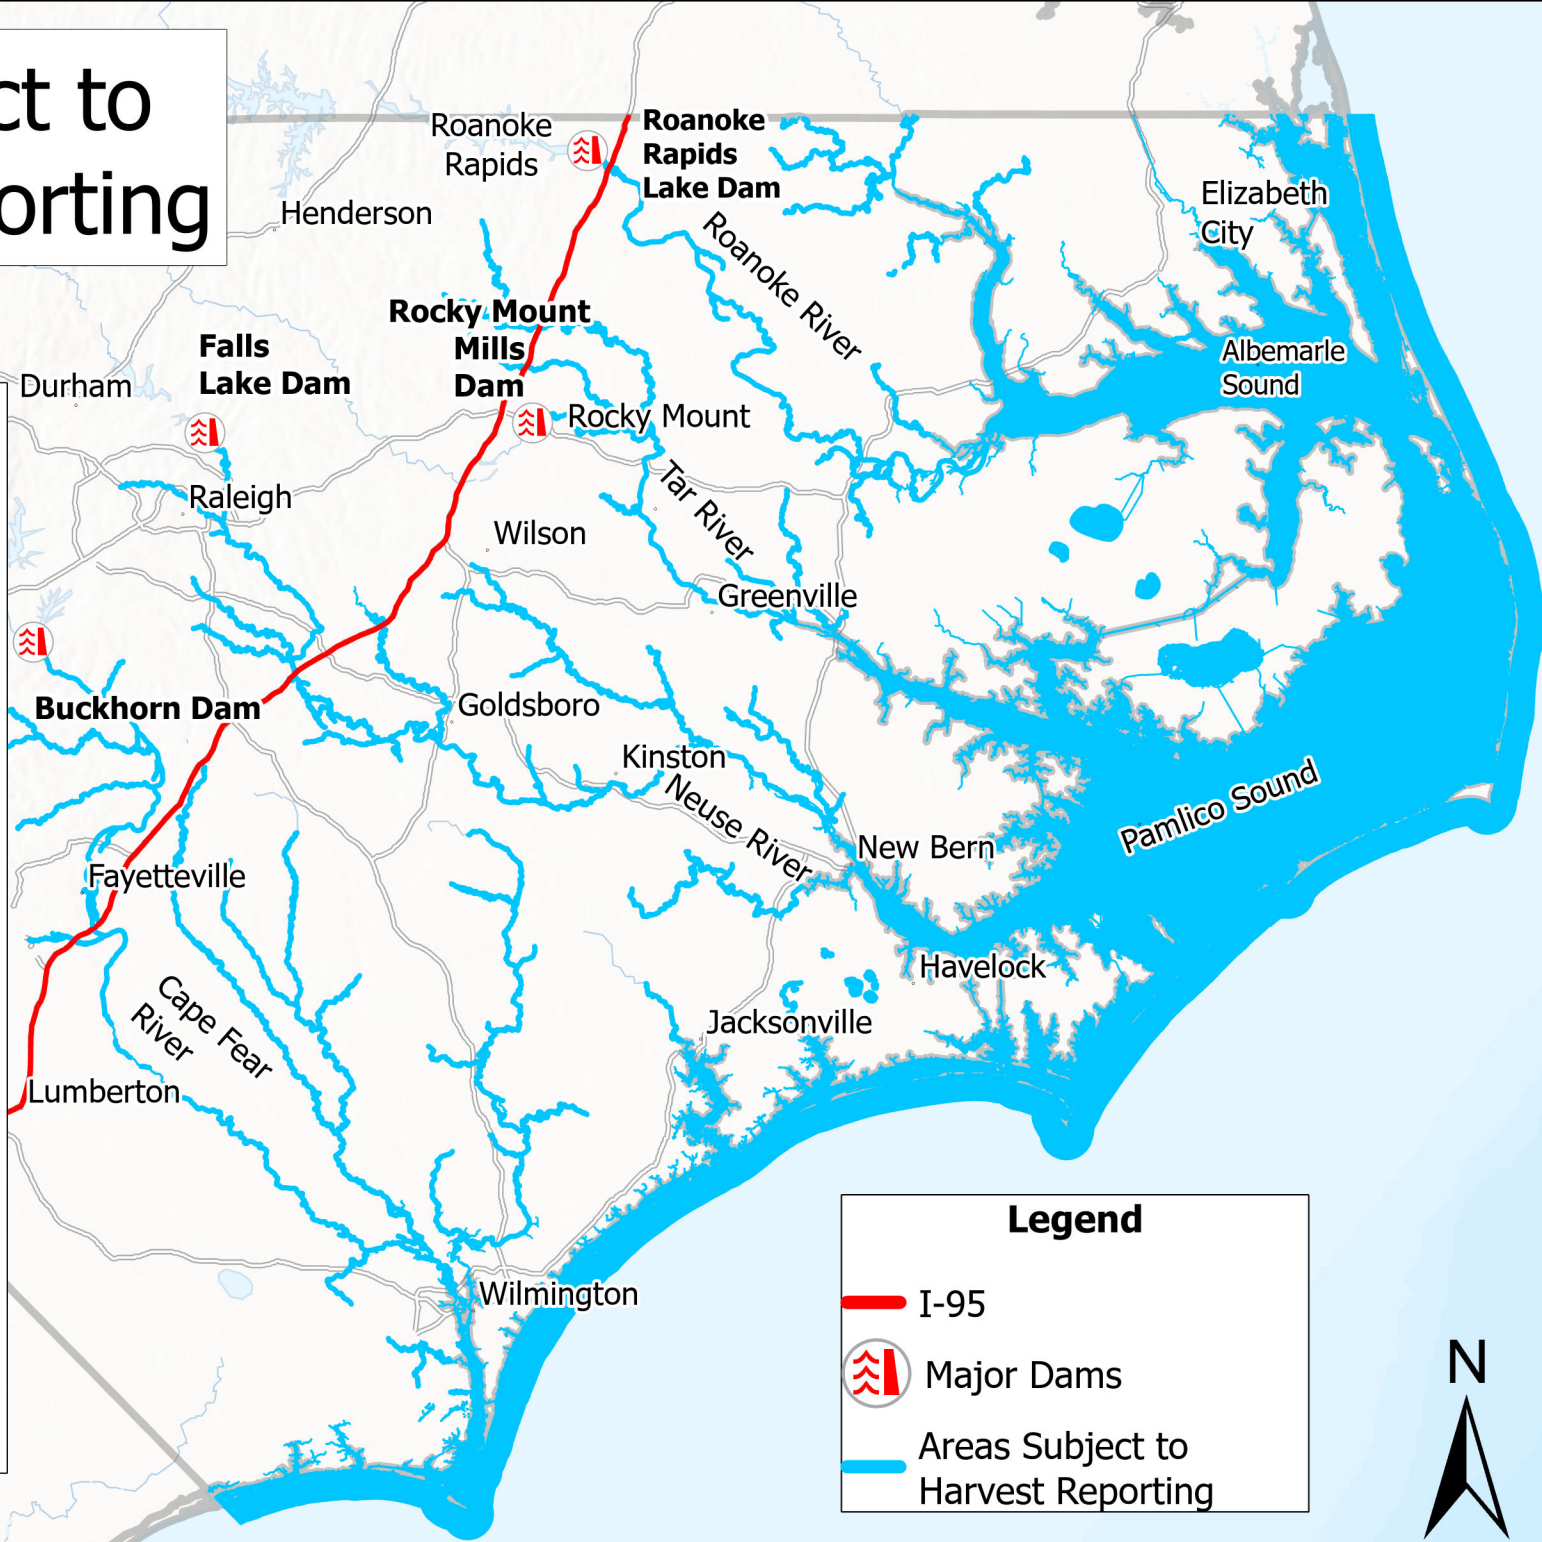 ct to
orting
Roanoke
Rapids
Roanoke
Rapids
Lake Dam
Henderson
Elizabeth
City
Roanoke River
Rocky Mount
Mills
Dam
Falls
Lake Dam
Durham
Albemarle
Sound
Rocky Mount
Raleigh
Tar River
Wilson
Greenville
Buckhorn Dam
Goldsboro
Kinston
Neuse River
Pamlico Sound
New Bern
Fayetteville
Havelock
Cape Fear
River
Jacksonville
Lumberton
Wilmington
Legend
I-95
Major Dams
Areas Subject to
Harvest Reporting
N